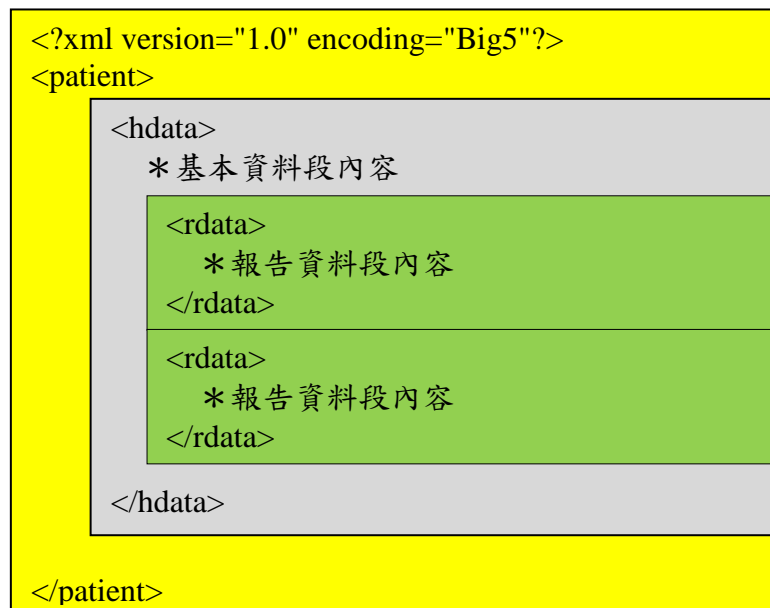 <?xml version="1.0" encoding="Big5"?>
<patient>
<hdata>
＊基本資料段內容
<rdata>
＊報告資料段內容
</rdata>
<rdata>
＊報告資料段內容
</rdata>
</hdata>
</patient>